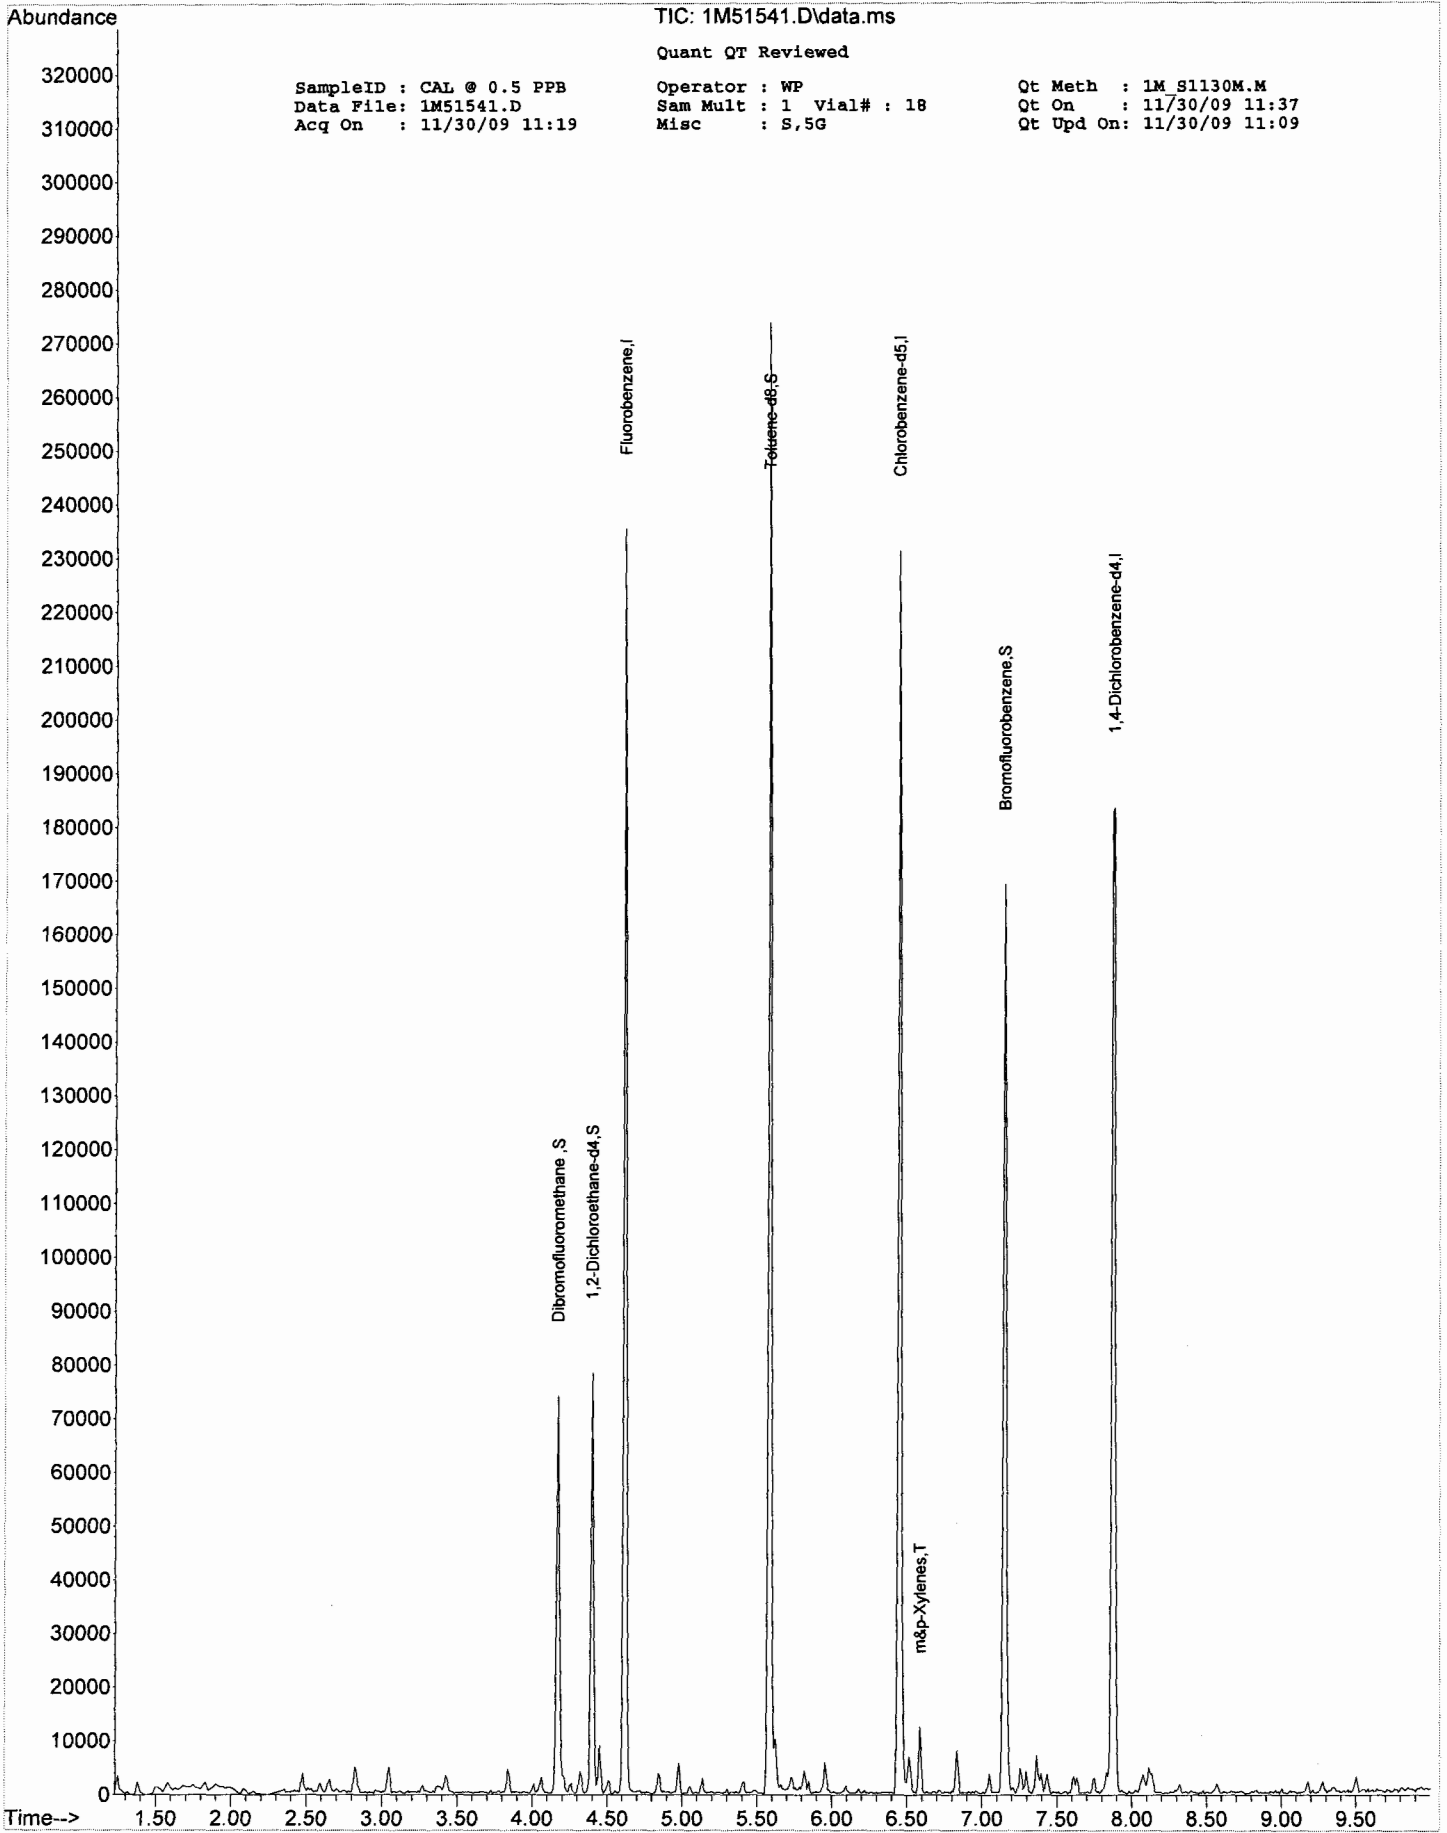 Abundance
TIC: 1M51541.D\data.ms
Quant QT Reviewed
SampleID : CAL @ 0.5 PPB
Data File: 1M51541.D
Acq On : 11/30/09 11:19
Operator : WP
Sam Mult : 1 Vial# : 18
Misc : S,5G
Qt Meth : 1M_S1130M.M
Qt On : 11/30/09 11:37
Qt Upd On: 11/30/09 11:09
320000
310000
300000
290000
280000
270000
260000
250000
240000
230000
220000
210000
200000
190000
180000
170000
160000
150000
140000
130000
120000
110000
100000
90000
80000
70000
60000
50000
40000
30000
20000
10000
0
Dibromofluoromethane ,S
1,2-Dichloroethane-d4,S
Fluorobenzene,I
Toluene-d8,S
Chlorobenzene-d5,I
m&p-Xylenes,T
Bromofluorobenzene,S
1,4-Dichlorobenzene-d4,I
Time--> 1.50 2.00 2.50 3.00 3.50 4.00 4.50 5.00 5.50 6.00 6.50 7.00 7.50 8.00 8.50 9.00 9.50